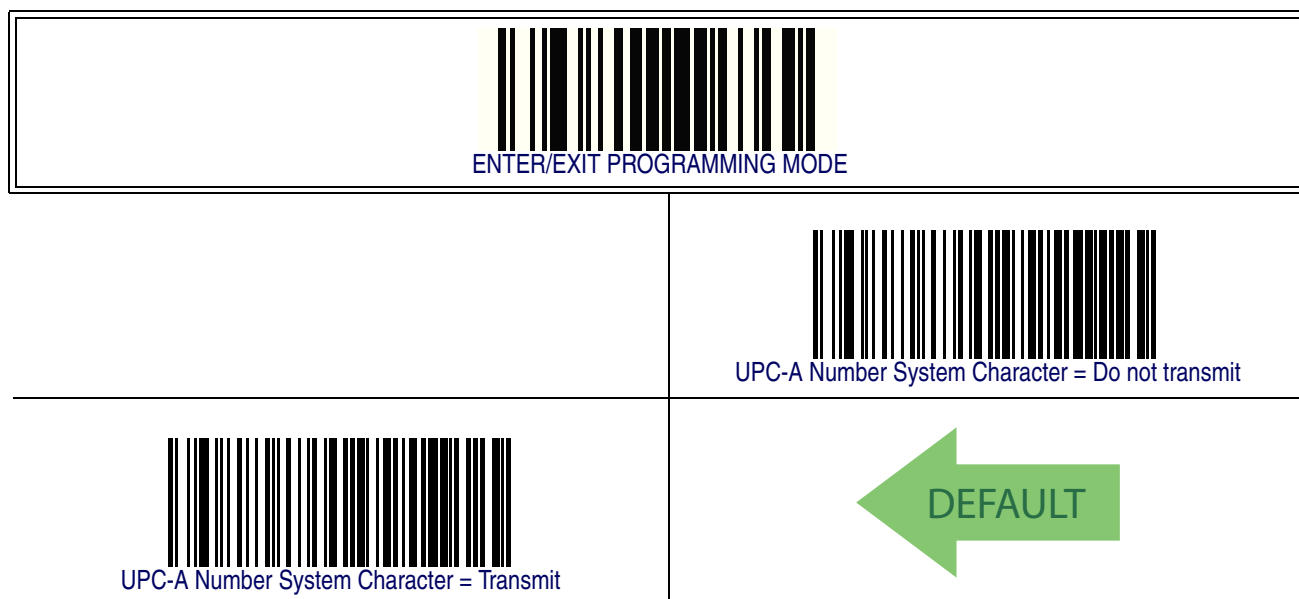 ENTER/EXIT PROGRAMMING MODE
UPC-A Number System Character = Do not transmit
UPC-A Number System Character = Transmit
DEFAULT